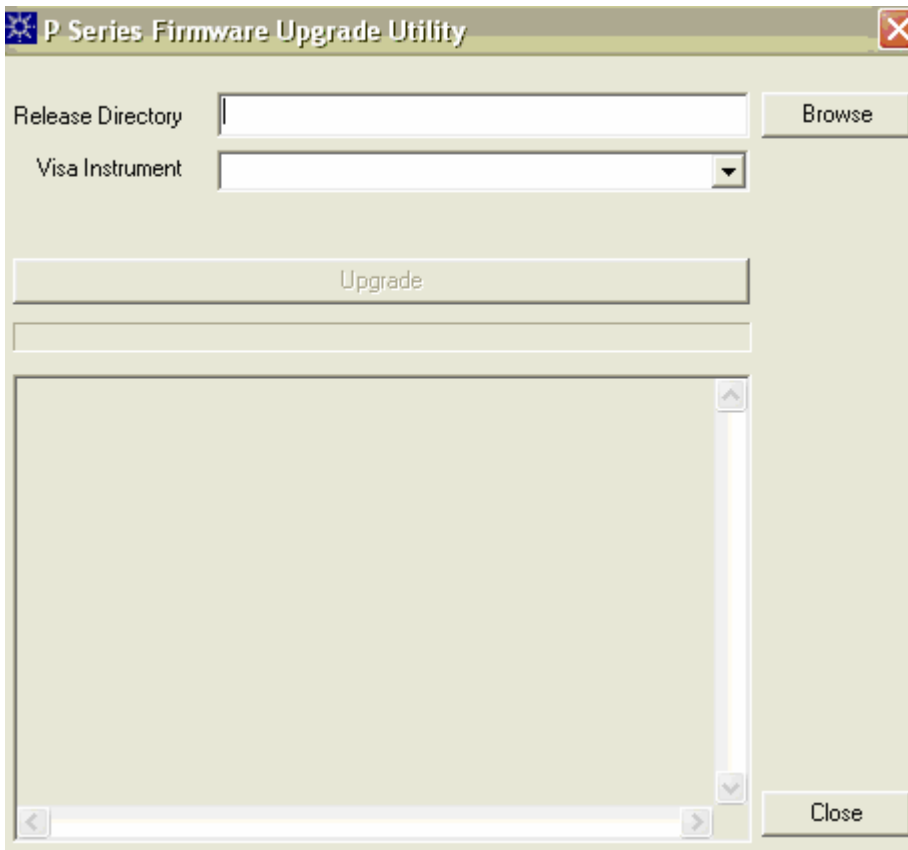 P Series Firmware Upgrade Utility
Release Directory
Browse
Visa Instrument
Upgrade
Close